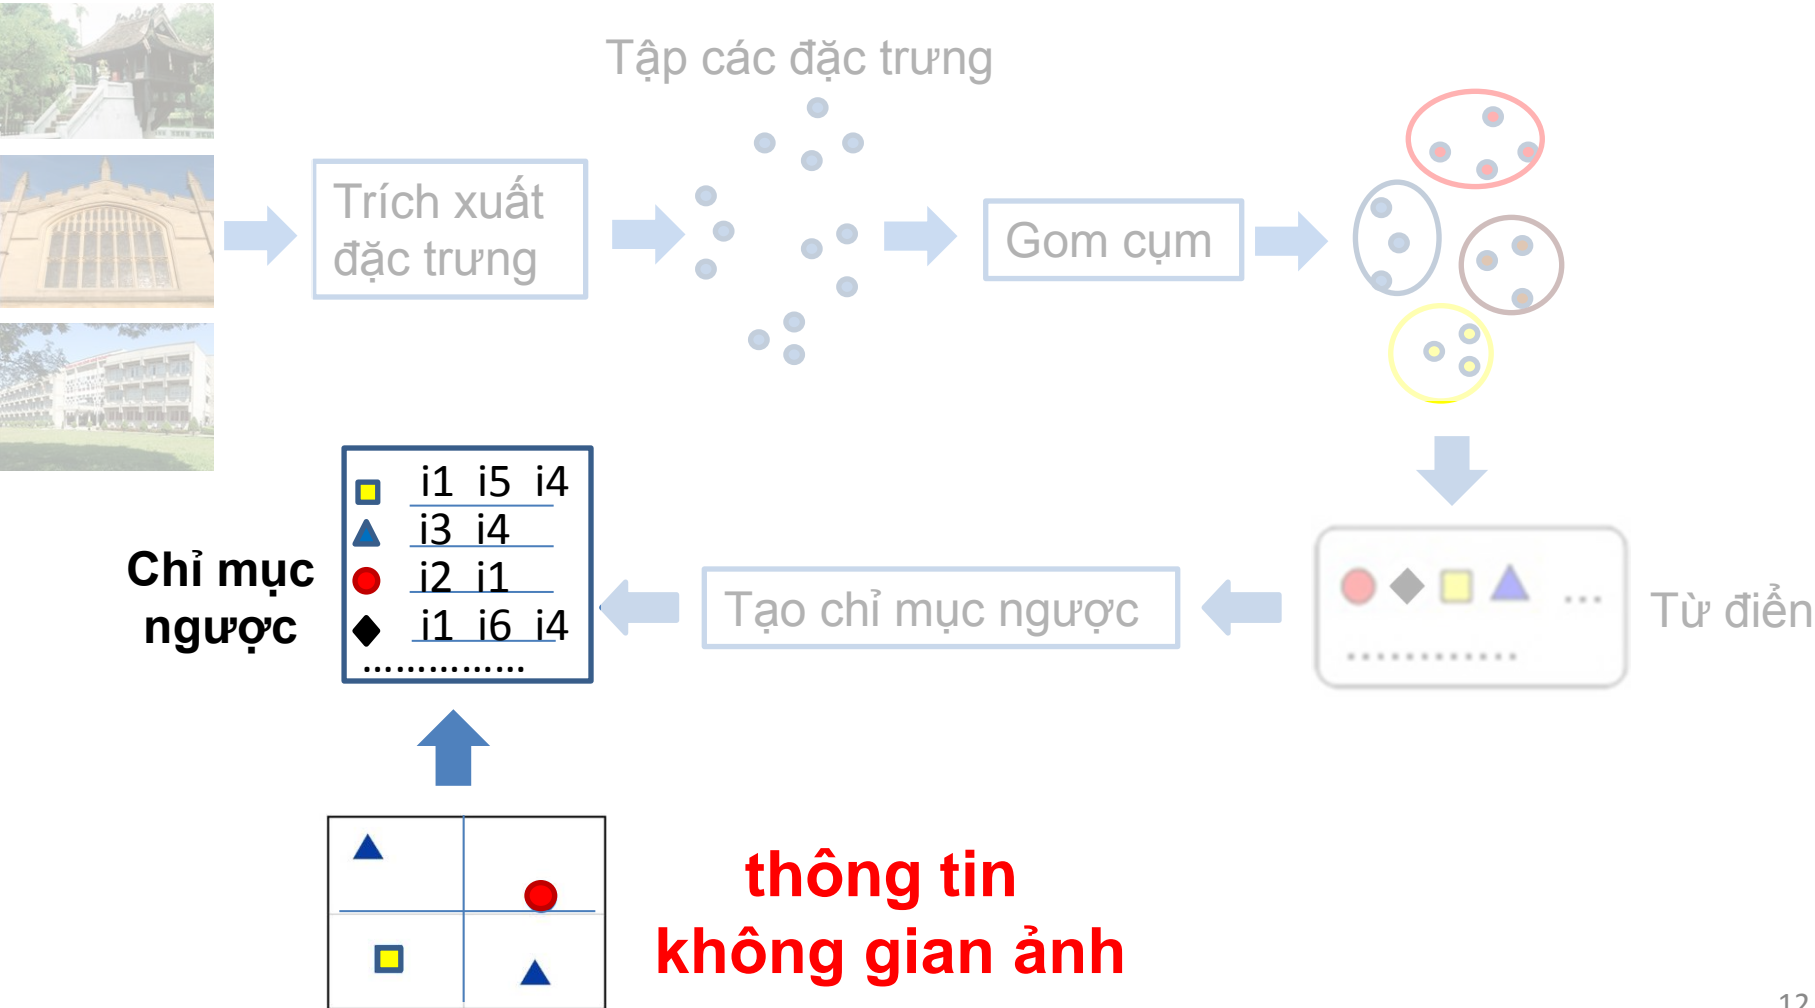 Tập các đặc trưng
Trích xuất
đặc trưng
Gom cụm
i1 i5 i4
i3 i4
i2 i1
i1 i6 i4
...............
Chỉ mục
ngược
Tạo chỉ mục ngược
...
............
Từ điển
thông tin
không gian ảnh
12